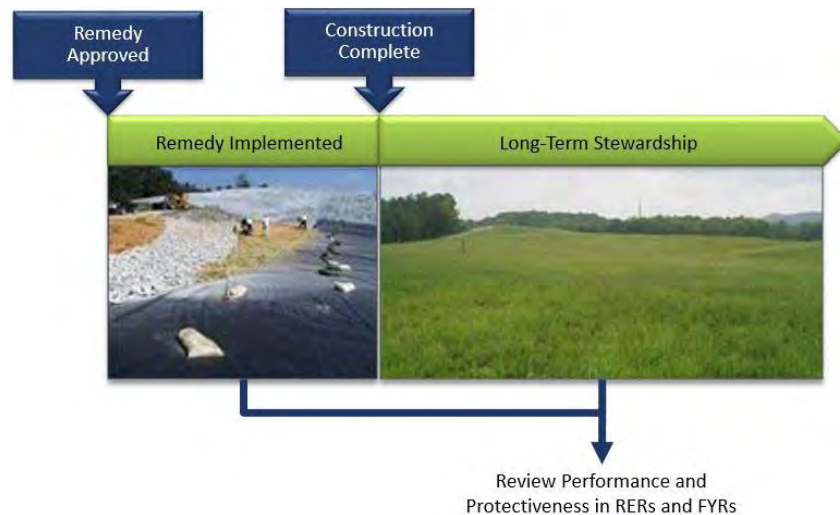 Remedy
Approved
Construction
Complete
Remedy Implemented
Long-Term Stewardship
Review Performance and
Protectiveness in RERs and FYRs